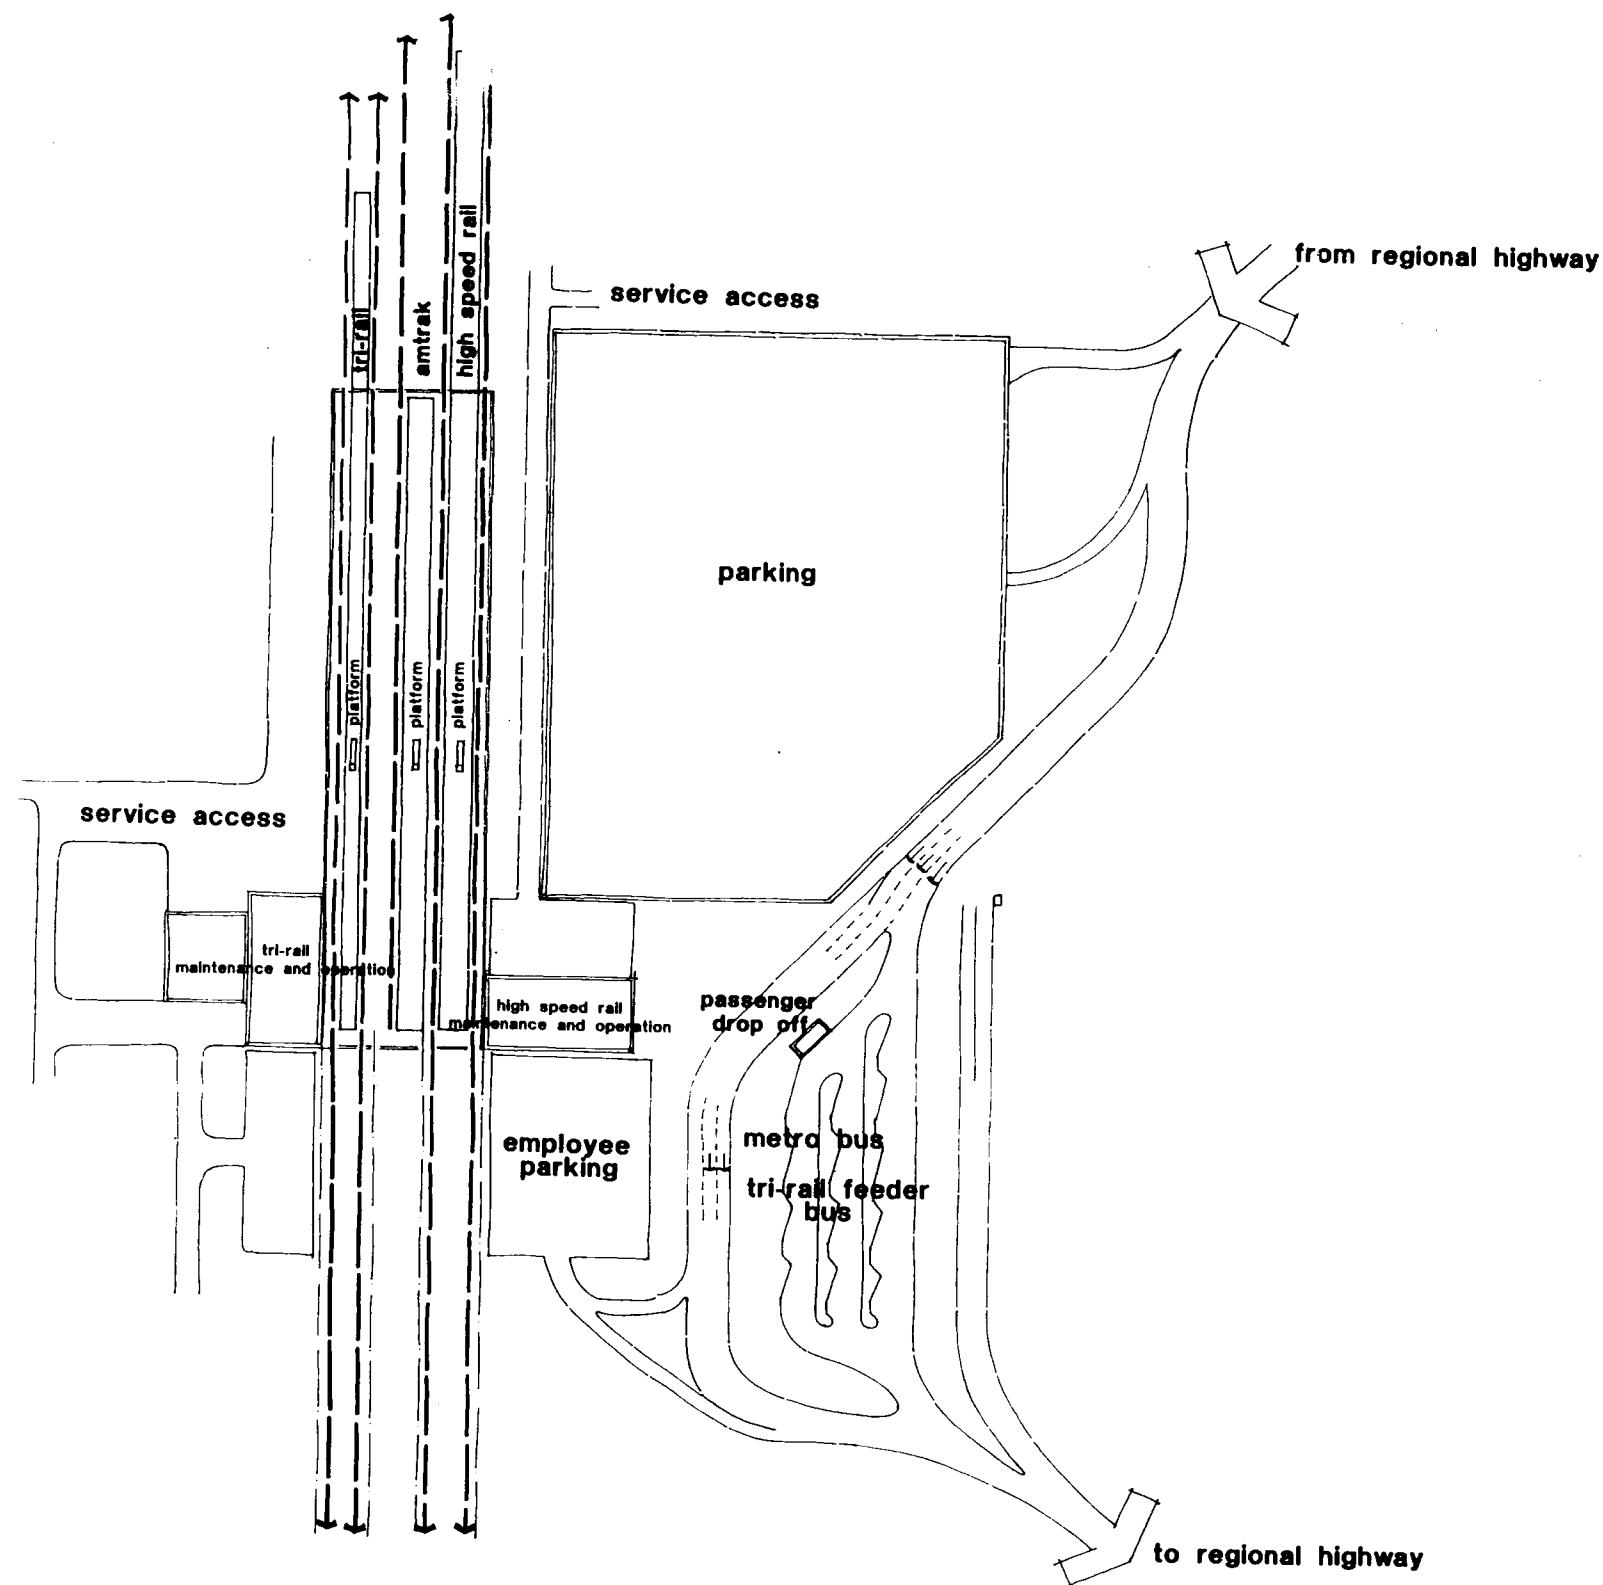 from regional highway
service access
tri-rail
amtrak
high speed rail
parking
platform
platform
platform
service access
tri-rail
maintenance and operation
high speed rail
maintenance and operation
passenger
drop off
employee
parking
metro bus
tri-rail feeder
bus
to regional highway